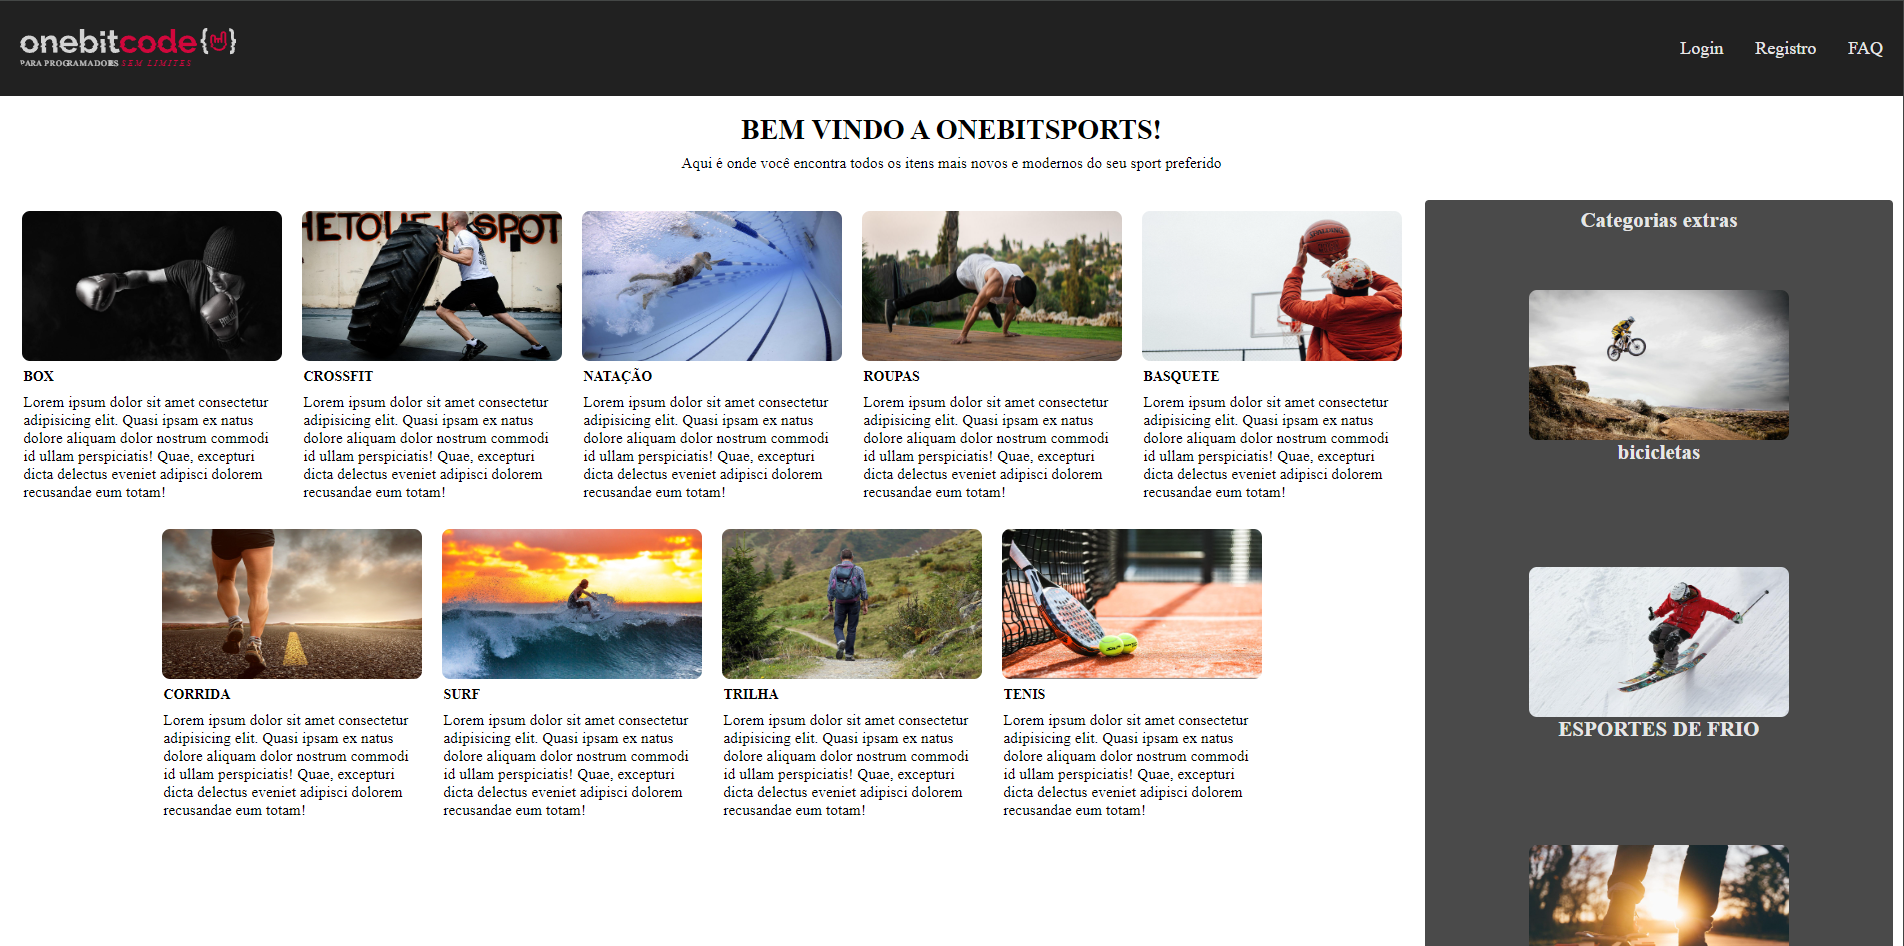 onebitcode{}
PARA PROGRAMADORES SEM LIMITES
Login
Registro
FAQ
BEM VINDO A ONEBITSPORTS!
Aqui é onde você encontra todos os itens mais novos e modernos do seu sport preferido
HETOUE SPOT
SPALDING
BOX
Lorem ipsum dolor sit amet consectetur
adipisicing elit. Quasi ipsam ex natus
dolore aliquam dolor nostrum commodi
id ullam perspiciatis! Quae, excepturi
dicta delectus eveniet adipisci dolorem
recusandae eum totam!
CROSSFIT
Lorem ipsum dolor sit amet consectetur
adipisicing elit. Quasi ipsam ex natus
dolore aliquam dolor nostrum commodi
id ullam perspiciatis! Quae, excepturi
dicta delectus eveniet adipisci dolorem
recusandae eum totam!
NATAÇÃO
Lorem ipsum dolor sit amet consectetur
adipisicing elit. Quasi ipsam ex natus
dolore aliquam dolor nostrum commodi
id ullam perspiciatis! Quae, excepturi
dicta delectus eveniet adipisci dolorem
recusandae eum totam!
ROUPAS
Lorem ipsum dolor sit amet consectetur
adipisicing elit. Quasi ipsam ex natus
dolore aliquam dolor nostrum commodi
id ullam perspiciatis! Quae, excepturi
dicta delectus eveniet adipisci dolorem
recusandae eum totam!
BASQUETE
Lorem ipsum dolor sit amet consectetur
adipisicing elit. Quasi ipsam ex natus
dolore aliquam dolor nostrum commodi
id ullam perspiciatis! Quae, excepturi
dicta delectus eveniet adipisci dolorem
recusandae eum totam!
CORRIDA
Lorem ipsum dolor sit amet consectetur
adipisicing elit. Quasi ipsam ex natus
dolore aliquam dolor nostrum commodi
id ullam perspiciatis! Quae, excepturi
dicta delectus eveniet adipisci dolorem
recusandae eum totam!
SURF
Lorem ipsum dolor sit amet consectetur
adipisicing elit. Quasi ipsam ex natus
dolore aliquam dolor nostrum commodi
id ullam perspiciatis! Quae, excepturi
dicta delectus eveniet adipisci dolorem
recusandae eum totam!
TRILHA
Lorem ipsum dolor sit amet consectetur
adipisicing elit. Quasi ipsam ex natus
dolore aliquam dolor nostrum commodi
id ullam perspiciatis! Quae, excepturi
dicta delectus eveniet adipisci dolorem
recusandae eum totam!
TENIS
Lorem ipsum dolor sit amet consectetur
adipisicing elit. Quasi ipsam ex natus
dolore aliquam dolor nostrum commodi
id ullam perspiciatis! Quae, excepturi
dicta delectus eveniet adipisci dolorem
recusandae eum totam!
Categorias extras
bicicletas
ESPORTES DE FRIO